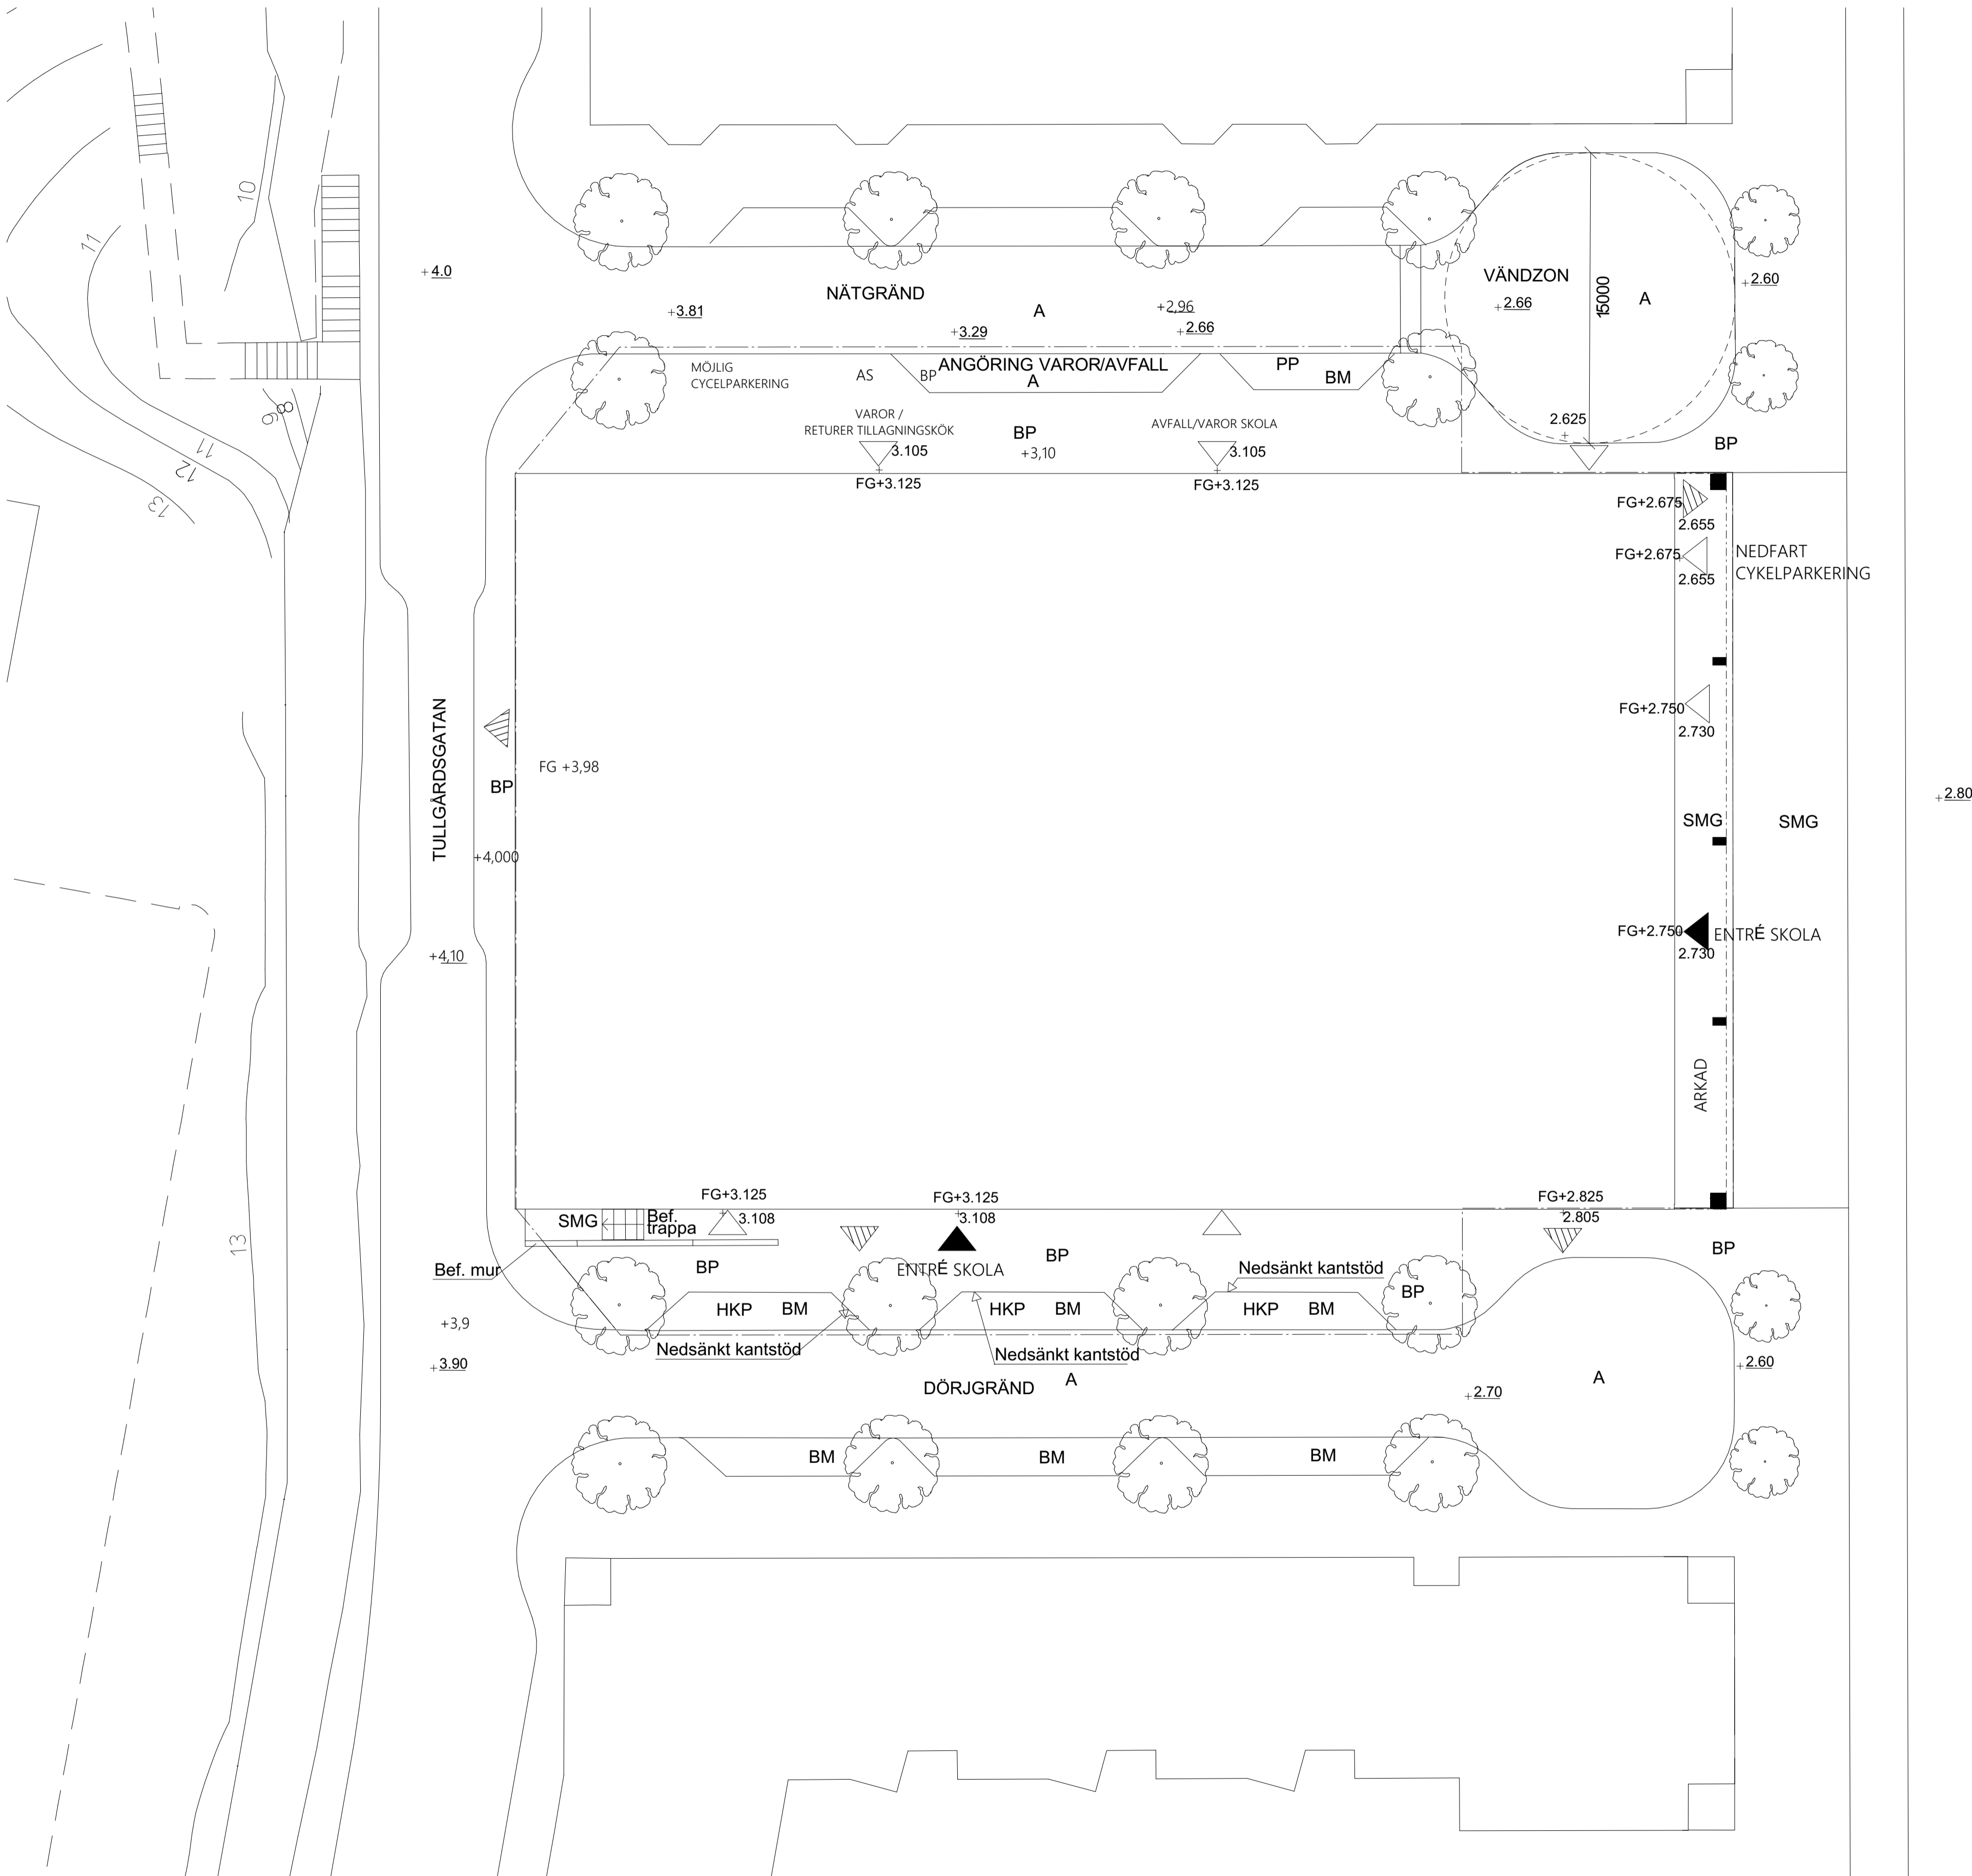 10
11
+4.0
+3.81
NÄTGRÄND
+3.29
A
+2,96
+2.66
VÄNDZON
+2.66
15000
A
+2.60
MÖJLIG
CYCELPARKERING
AS
BP
ANGÖRING VAROR/AVFALL
A
PP
BM
VAROR /
RETURER TILLAGNINGSKÖK
3.105
FG+3.125
BP
+3,10
AVFALL/VAROR SKOLA
3.105
FG+3.125
2.625
BP
11
12
13
FG+2.675
2.655
FG+2.675
2.655
NEDFART
CYKELPARKERING
FG+2.750
2.730
TULLGÅRDSGATAN
FG +3,98
BP
+4,000
+4,10
SMG
SMG
+2.80
FG+2.750
2.730
ENTRÉ SKOLA
ARKAD
13
SMG
Bef.
trappa
FG+3.125
3.108
FG+3.125
3.108
FG+2.825
2.805
BP
Bef. mur
BP
ENTRÉ SKOLA
BP
Nedsänkt kantstöd
BP
HKP
BM
HKP
BM
HKP
BM
+3,9
+3.90
Nedsänkt kantstöd
Nedsänkt kantstöd
DÖRJGRÄND
A
+2.70
A
+2.60
BM
BM
BM